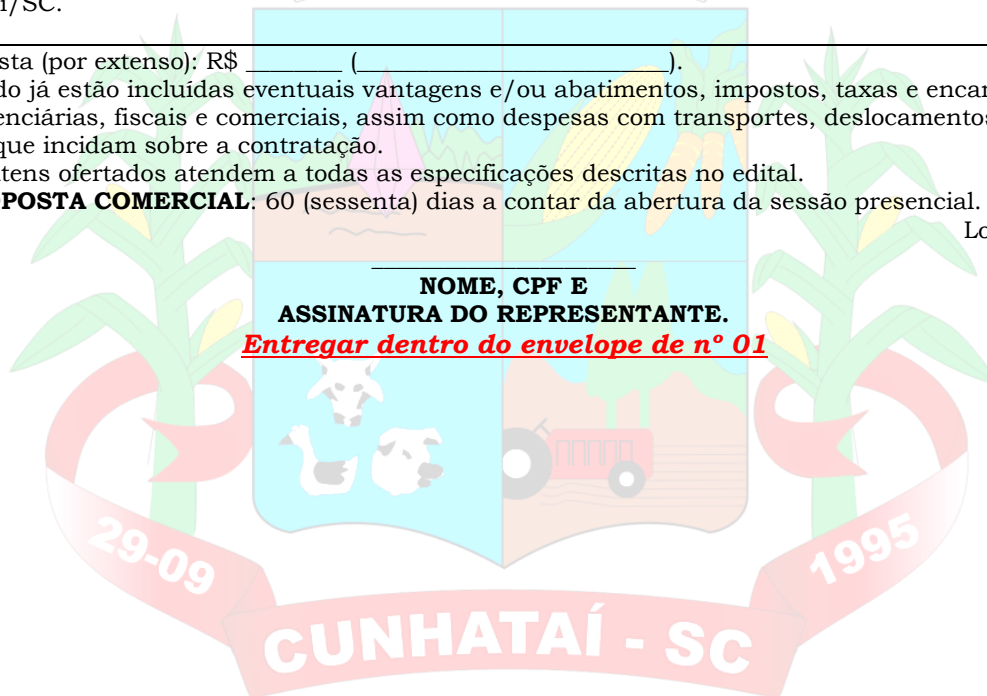 i/SC.
sta (por extenso): R$ ________ (__________________________).
do já estão incluídas eventuais vantagens e/ou abatimentos, impostos, taxas e encar
enciárias, fiscais e comerciais, assim como despesas com transportes, deslocamentos
que incidam sobre a contratação.
itens ofertados atendem a todas as especificações descritas no edital.
POSTA COMERCIAL: 60 (sessenta) dias a contar da abertura da sessão presencial.
Lo
______________________
NOME, CPF E
ASSINATURA DO REPRESENTANTE.
Entregar dentro do envelope de nº 01
29-09
1995
CUNHATAÍ - SC